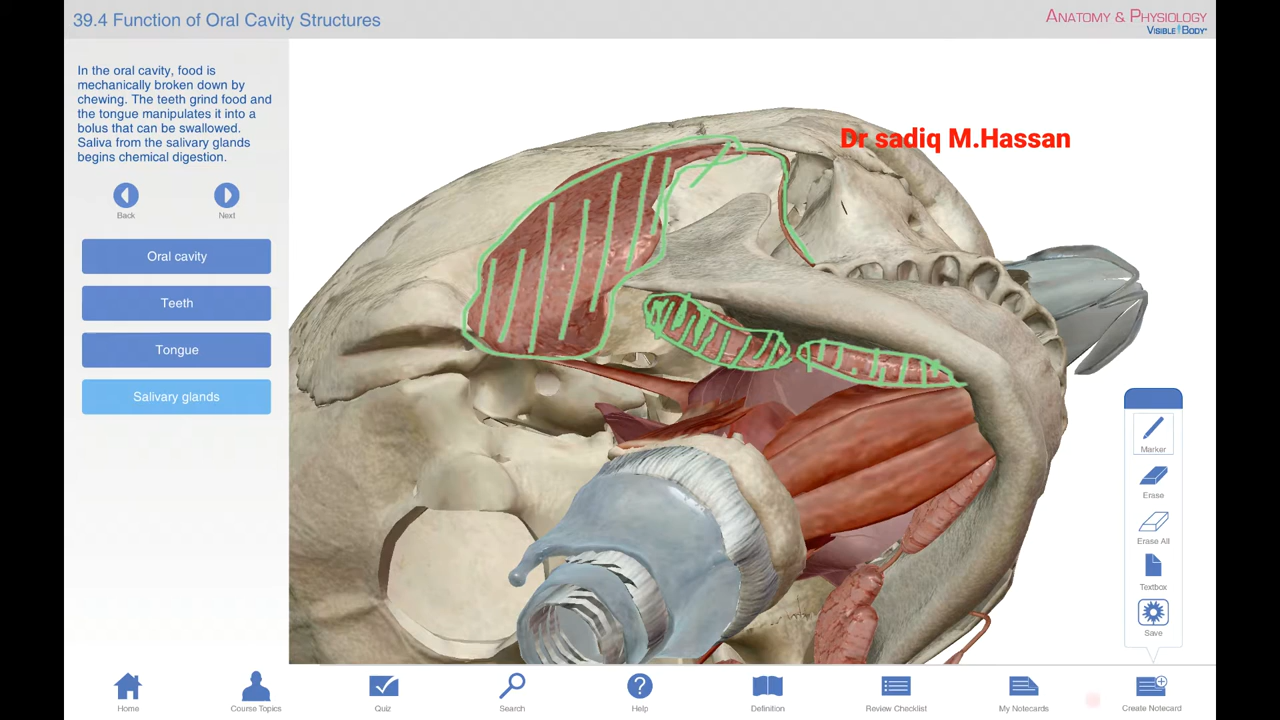 39.4 Function of Oral Cavity Structures
ANATOMY & PHYSIOLOGY
VISIBLE BODY®
In the oral cavity, food is
mechanically broken down by
chewing. The teeth grind food and
the tongue manipulates it into a
bolus that can be swallowed.
Saliva from the salivary glands
begins chemical digestion.
Back
Next
Oral cavity
Teeth
Tongue
Salivary glands
Dr sadiq M.Hassan
Marker
Erase
Erase All
Textbox
Save
Home
Course Topics
Quiz
Search
Help
Definition
Review Checklist
My Notecards
Create Notecard